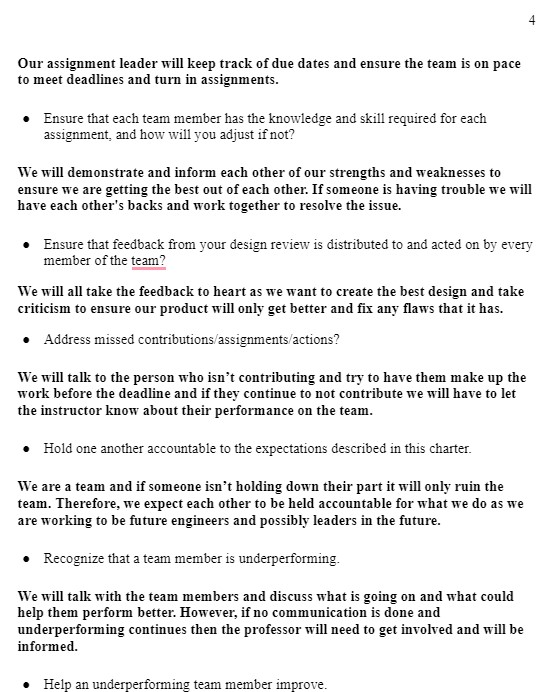 4
Our assignment leader will keep track of due dates and ensure the team is on pace
to meet deadlines and turn in assignments.
● Ensure that each team member has the knowledge and skill required for each
assignment, and how will you adjust if not?
We will demonstrate and inform each other of our strengths and weaknesses to
ensure we are getting the best out of each other. If someone is having trouble we will
have each other's backs and work together to resolve the issue.
● Ensure that feedback from your design review is distributed to and acted on by every
member of the team?
We will all take the feedback to heart as we want to create the best design and take
criticism to ensure our product will only get better and fix any flaws that it has.
● Address missed contributions/assignments/actions?
We will talk to the person who isn’t contributing and try to have them make up the
work before the deadline and if they continue to not contribute we will have to let
the instructor know about their performance on the team.
● Hold one another accountable to the expectations described in this charter.
We are a team and if someone isn’t holding down their part it will only ruin the
team. Therefore, we expect each other to be held accountable for what we do as we
are working to be future engineers and possibly leaders in the future.
● Recognize that a team member is underperforming.
We will talk with the team members and discuss what is going on and what could
help them perform better. However, if no communication is done and
underperforming continues then the professor will need to get involved and will be
informed.
● Help an underperforming team member improve.